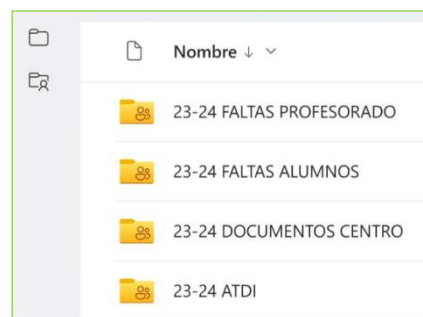 Nombre
23-24 FALTAS PROFESORADO
23-24 FALTAS ALUMNOS
23-24 DOCUMENTOS CENTRO
23-24 ATDI